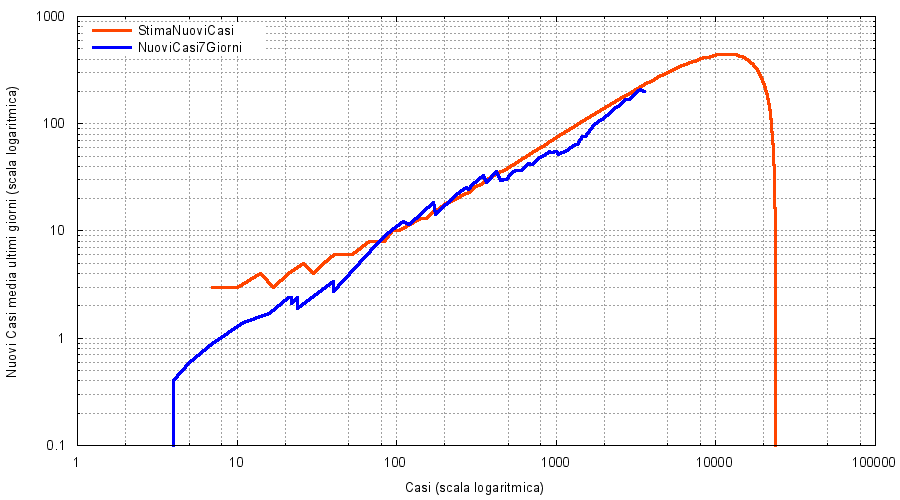 1000
StimaNuoviCasi
NuoviCasi7Giorni
100
10
1
0.1
Nuovi Casi media ultimi giorni (scala logaritmica)
1 10 100 1000 10000 100000
Casi (scala logaritmica)